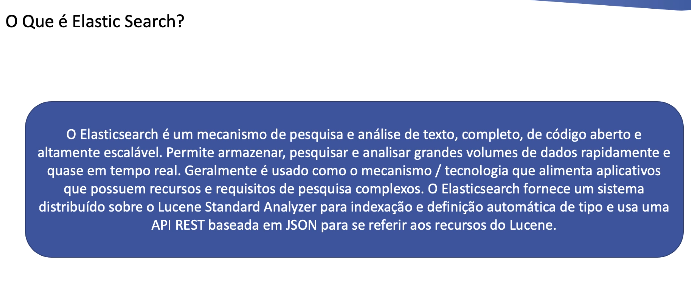 O Que é Elastic Search?
O Elasticsearch é um mecanismo de pesquisa e análise de texto, completo, de código aberto e
altamente escalável. Permite armazenar, pesquisar e analisar grandes volumes de dados rapidamente e
quase em tempo real. Geralmente é usado como o mecanismo / tecnologia que alimenta aplicativos
que possuem recursos e requisitos de pesquisa complexos. O Elasticsearch fornece um sistema
distribuído sobre o Lucene Standard Analyzer para indexação e definição automática de tipo e usa uma
API REST baseada em JSON para se referir aos recursos do Lucene.